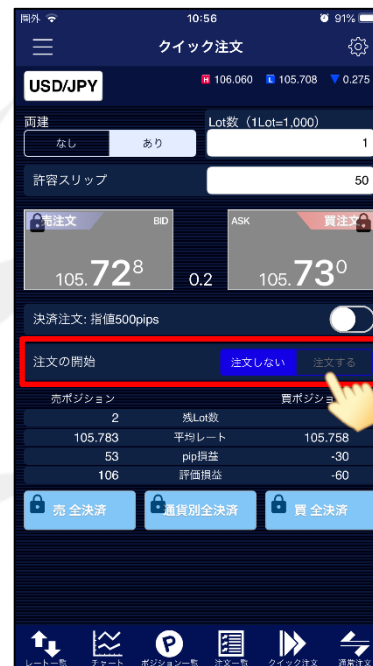 圏外 10:56 91%
クイック注文
USD/JPY H 106.060 L 105.708 ▼0.275
両建 Lot数（1Lot=1,000）
なし あり 1
許容スリップ 50
売注文 BID ASK 買注文
105.728 0.2 105.730
決済注文: 指値500pips
注文の開始 注文しない 注文する
売ポジション 買ポジショ
2 残Lot数
105.783 平均レート 105.758
53 pip損益 -30
106 評価損益 -60
売 全決済 通貨別全決済 買 全決済
レート一覧 チャート ポジション一覧 注文一覧 クイック注文 通常注文